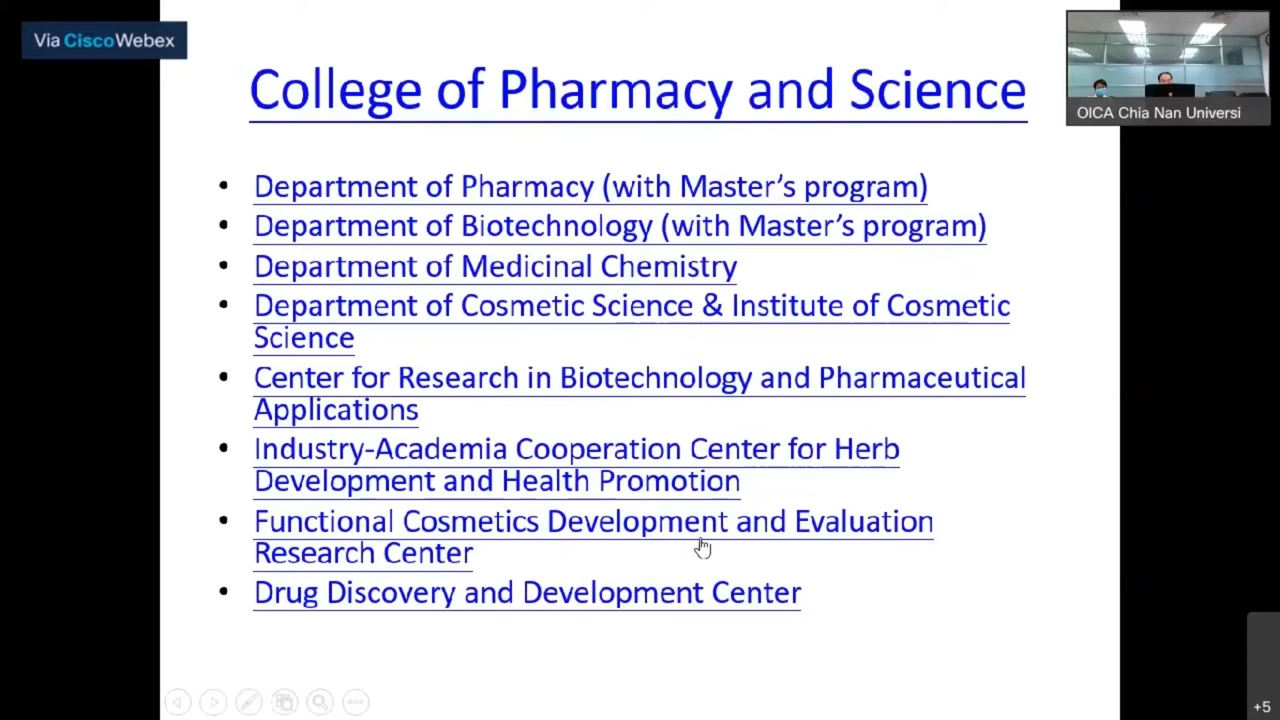 Via CiscoWebex
College of Pharmacy and Science
OICA Chia Nan Universi
• Department of Pharmacy (with Master’s program)
• Department of Biotechnology (with Master’s program)
• Department of Medicinal Chemistry
• Department of Cosmetic Science & Institute of Cosmetic
Science
• Center for Research in Biotechnology and Pharmaceutical
Applications
• Industry-Academia Cooperation Center for Herb
Development and Health Promotion
• Functional Cosmetics Development and Evaluation
Research Center
• Drug Discovery and Development Center
+5